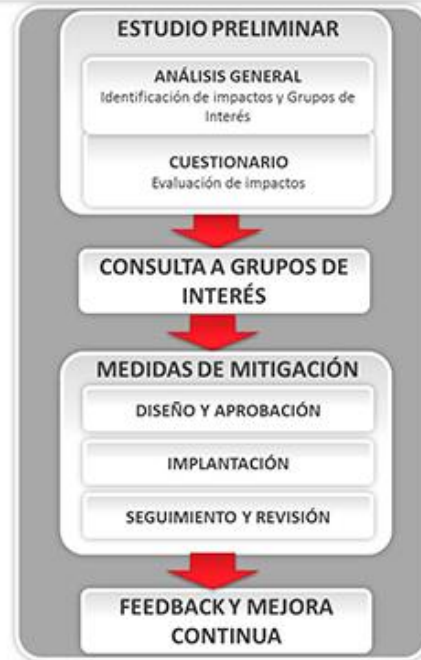 ESTUDIO PRELIMINAR
ANÁLISIS GENERAL
Identificación de impactos y Grupos de
Interés
CUESTIONARIO
Evaluación de impactos
CONSULTA A GRUPOS DE
INTERÉS
MEDIDAS DE MITIGACIÓN
DISEÑO Y APROBACIÓN
IMPLANTACIÓN
SEGUIMIENTO Y REVISIÓN
FEEDBACK Y MEJORA
CONTINUA